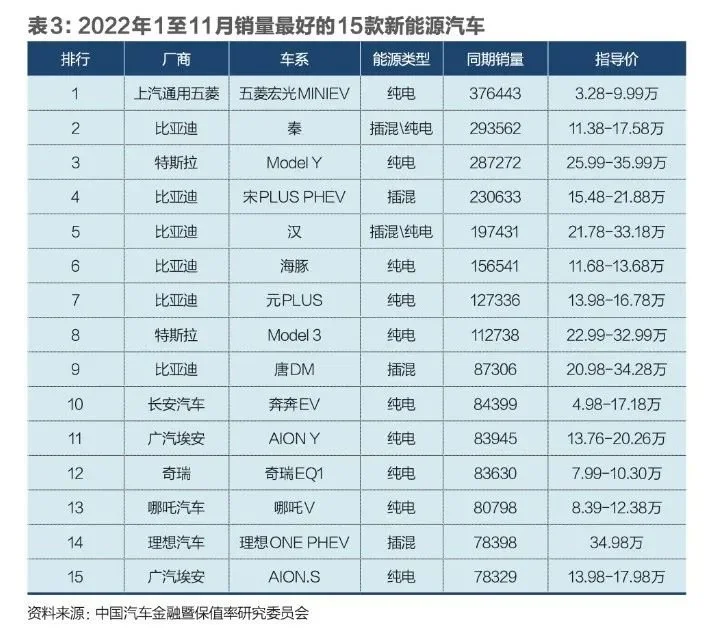 表3: 2022年1至11月销量最好的15款新能源汽车
排行 厂商 车系 能源类型 同期销量 指导价
1 上汽通用五菱 五菱宏光MINIEV 纯电 376443 3.28-9.99万
2 比亚迪 秦 插混\纯电 293562 11.38-17.58万
3 特斯拉 Model Y 纯电 287272 25.99-35.99万
4 比亚迪 宋PLUS PHEV 插混 230633 15.48-21.88万
5 比亚迪 汉 插混\纯电 197431 21.78-33.18万
6 比亚迪 海豚 纯电 156541 11.68-13.68万
7 比亚迪 元PLUS 纯电 127336 13.98-16.78万
8 特斯拉 Model 3 纯电 112738 22.99-32.99万
9 比亚迪 唐DM 插混 87306 20.98-34.28万
10 长安汽车 奔奔EV 纯电 84399 4.98-17.18万
11 广汽埃安 AION Y 纯电 83945 13.76-20.26万
12 奇瑞 奇瑞EQ1 纯电 83630 7.99-10.30万
13 哪吒汽车 哪吒V 纯电 80798 8.39-12.38万
14 理想汽车 理想ONE PHEV 插混 78398 34.98万
15 广汽埃安 AION.S 纯电 78329 13.98-17.98万
资料来源: 中国汽车金融暨保值率研究委员会